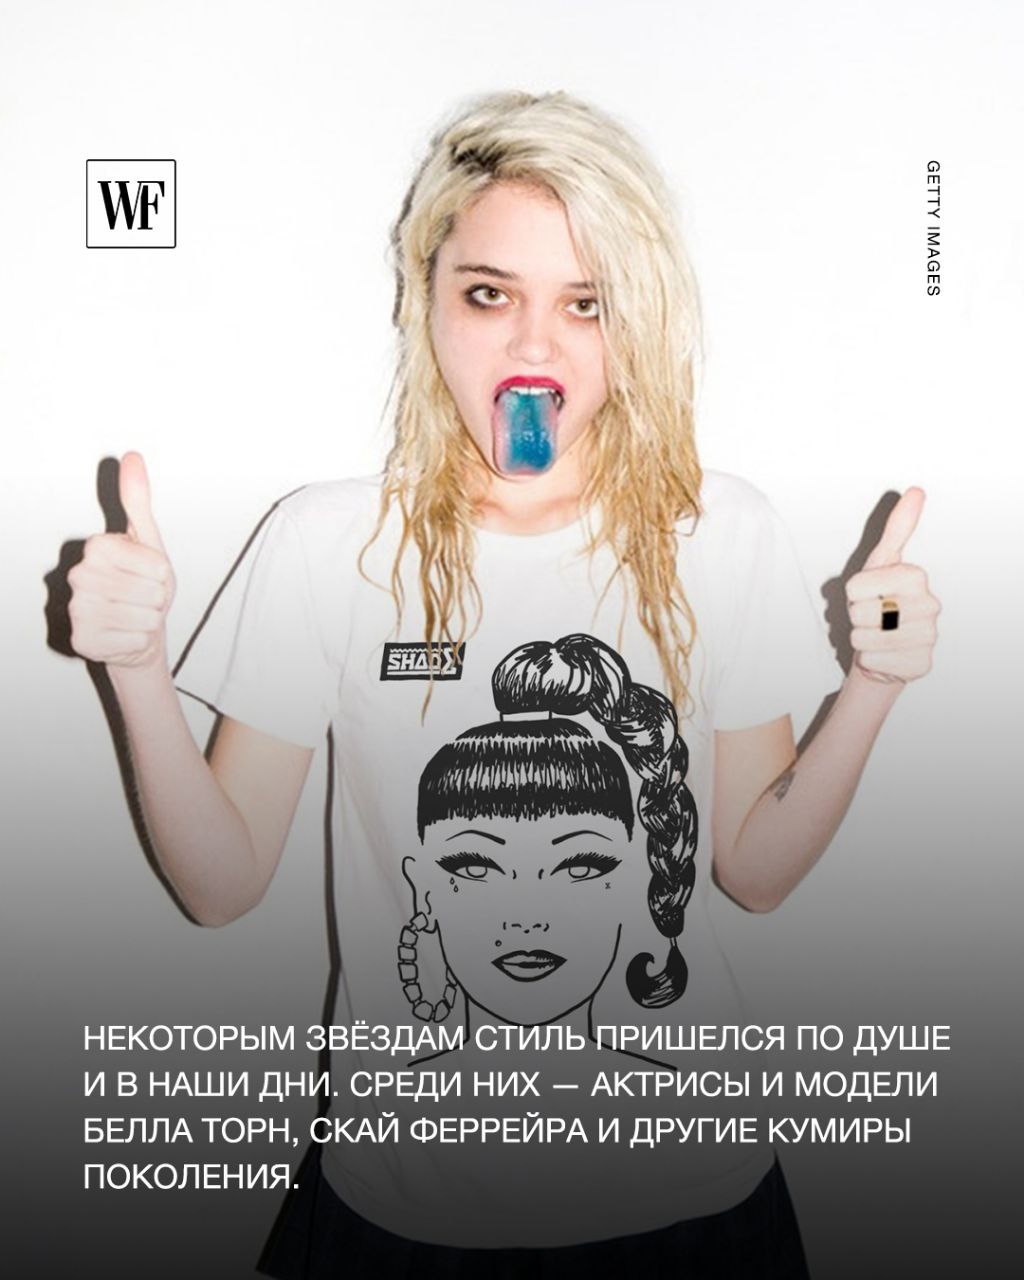 WF
GETTY IMAGES
SHADE
НЕКОТОРЫМ ЗВЁЗДАМ СТИЛЬ ПРИШЕЛСЯ ПО ДУШЕ
И В НАШИ ДНИ. СРЕДИ НИХ — АКТРИСЫ И МОДЕЛИ
БЕЛЛА ТОРН, СКАЙ ФЕРРЕЙРА И ДРУГИЕ КУМИРЫ
ПОКОЛЕНИЯ.